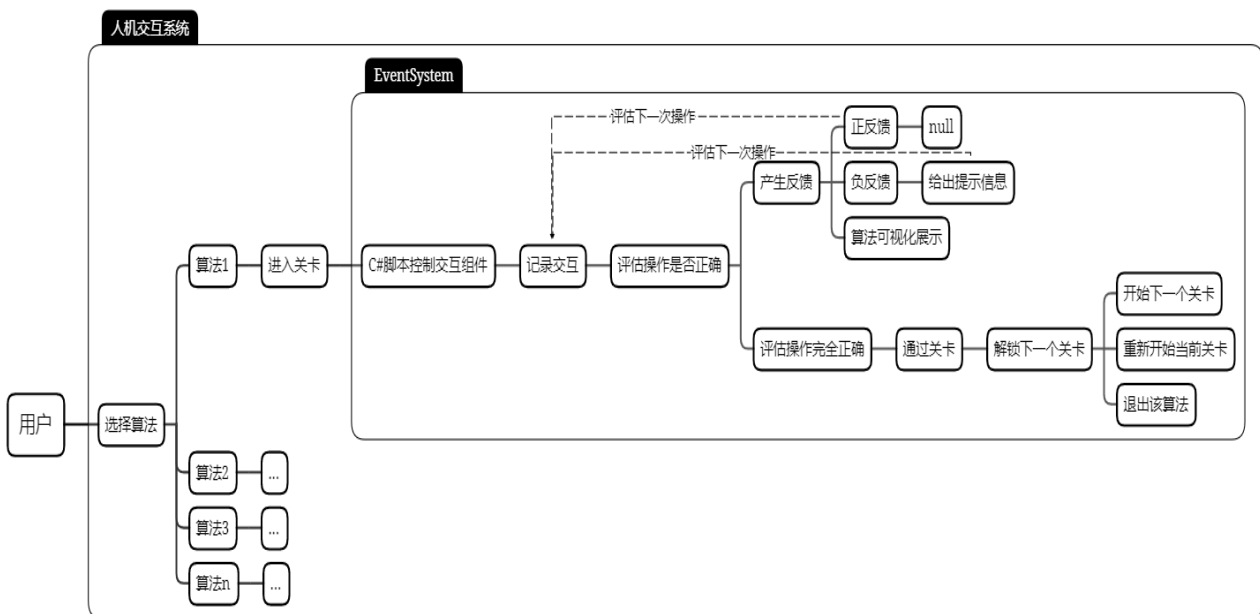 人机交互系统
EventSystem
评估下一次操作
正反馈
null
评估下一次操作
产生反馈
负反馈
给出提示信息
算法可视化展示
算法1
进入关卡
C#脚本控制交互组件
记录交互
评估操作是否正确
开始下一个关卡
评估操作完全正确
通过关卡
解锁下一个关卡
重新开始当前关卡
退出该算法
用户
选择算法
算法2
...
算法3
...
算法n
...